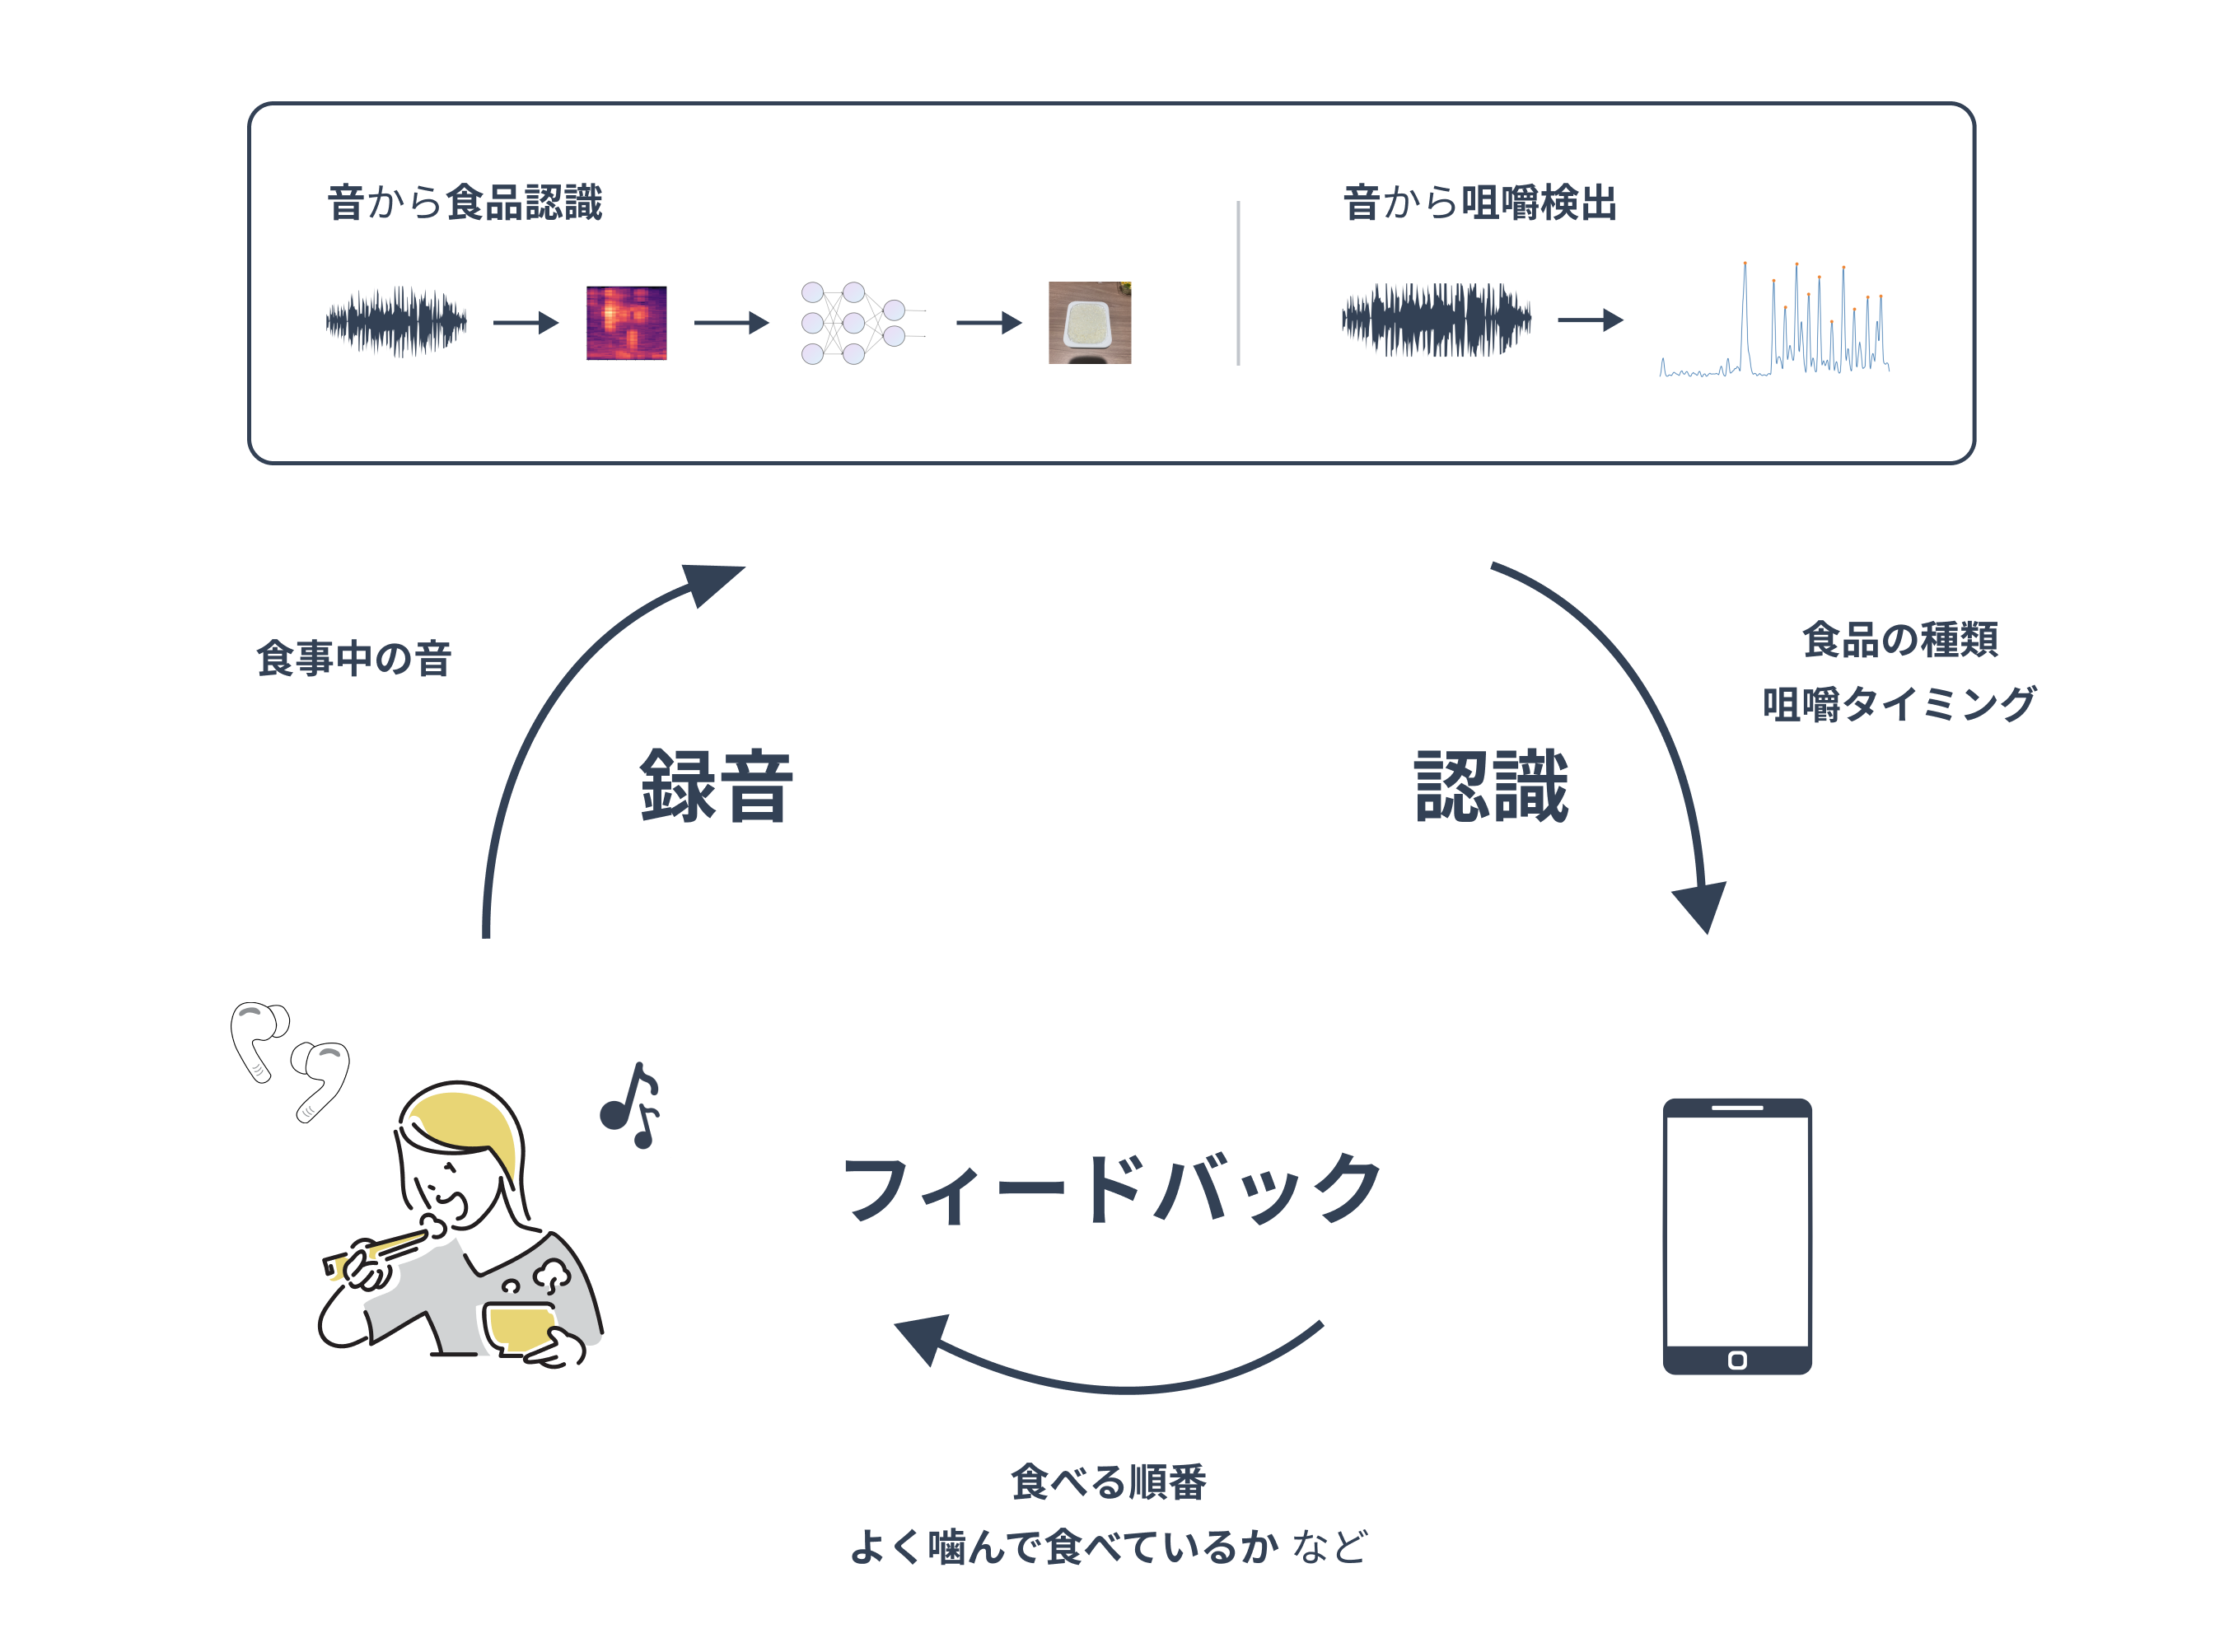 音から食品認識
音から咀嚼検出
食事中の音
食品の種類
咀嚼タイミング
録音
認識
フィードバック
食べる順番
よく噛んで食べているか など